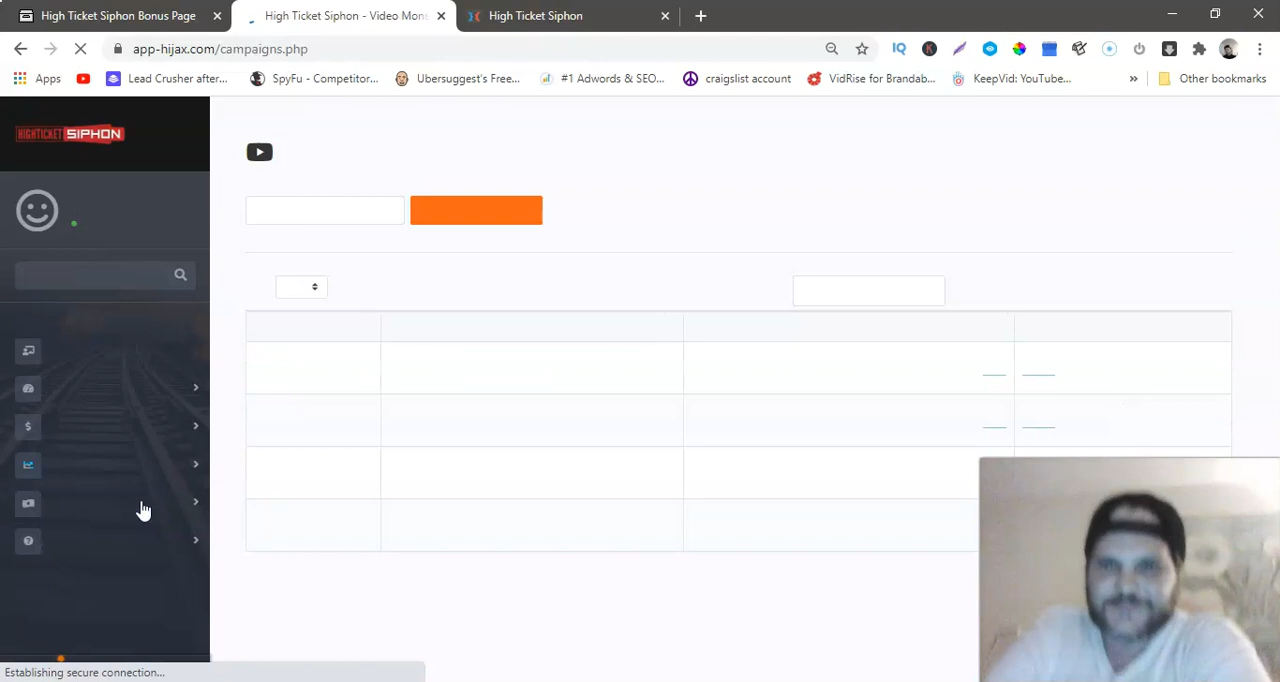 High Ticket Siphon Bonus Page
High Ticket Siphon - Video Mons
High Ticket Siphon
app-hijax.com/campaigns.php
IQ
K
Apps
Lead Crusher after...
SpyFu - Competitor...
Ubersuggest's Free...
#1 Adwords & SEO...
craigslist account
VidRise for Brandab...
KeepVid: YouTube...
»
Other bookmarks
HIGHTICKET SIPHON
$
?
Establishing secure connection...